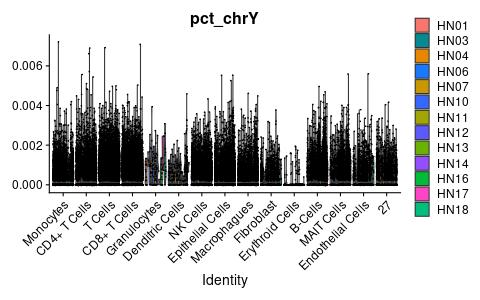 pct_chrY
0.006
0.004
0.002
0.000
Monocytes
CD4+ T Cells
T Cells
CD8+ T Cells
Granulocytes
Denditric Cells
NK Cells
Epithelial Cells
Macrophagues
Fibroblast
Erythroid Cells
B-Cells
MAIT Cells
Endothelial Cells
27
Identity
HN01
HN03
HN04
HN06
HN07
HN10
HN11
HN12
HN13
HN14
HN16
HN17
HN18